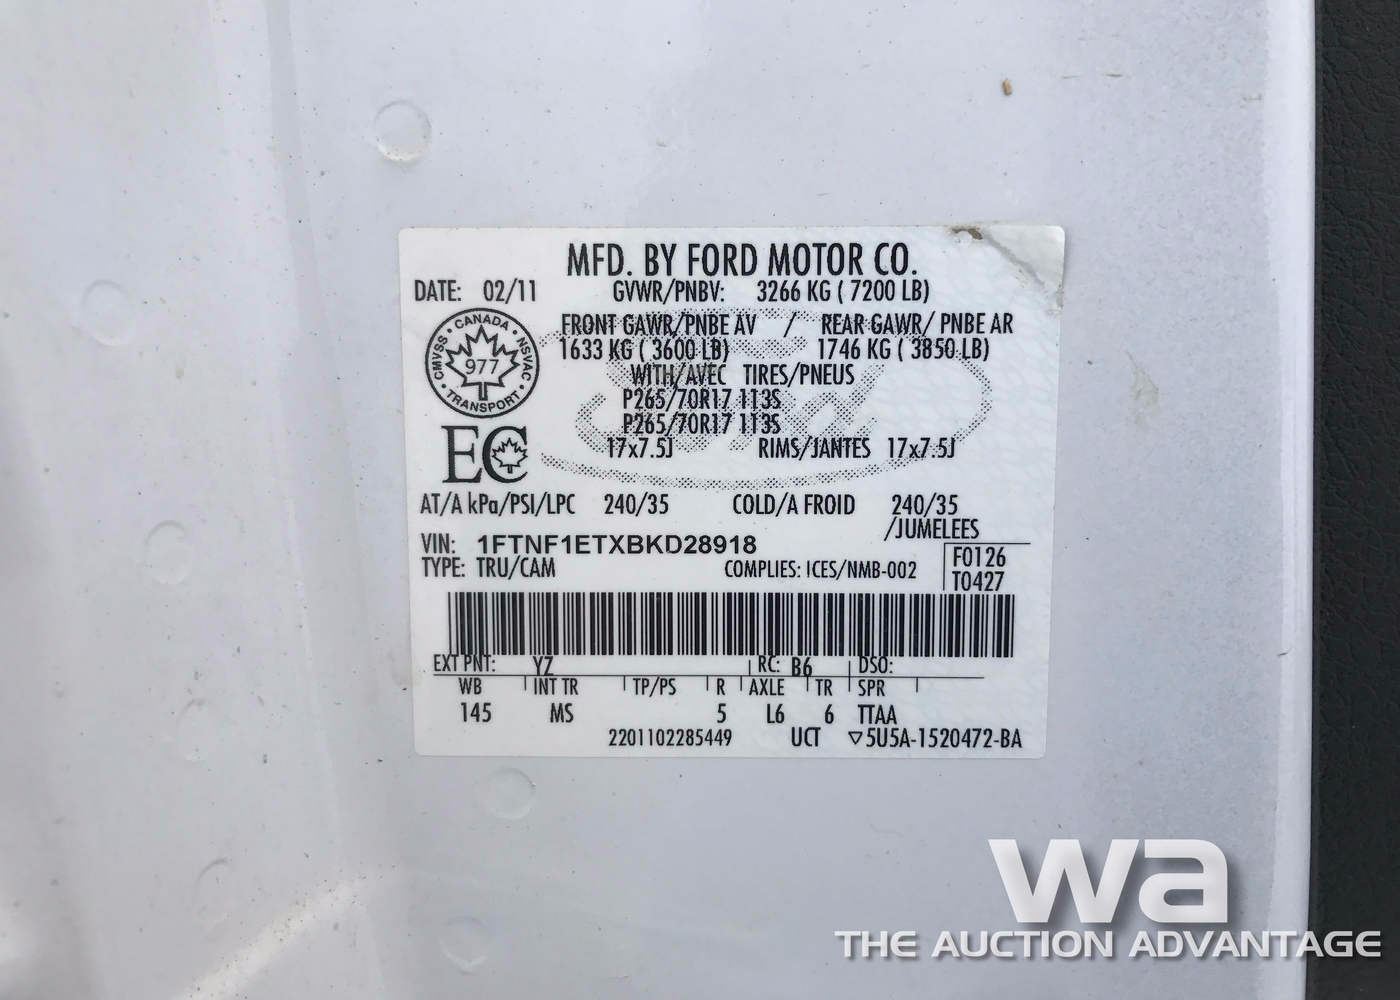 MFD. BY FORD MOTOR CO.
DATE: 02/11 GVWR/PNBV: 3266 KG ( 7200 LB)
FRONT GAWR/PNBE AV / REAR GAWR/ PNBE AR
1633 KG ( 3600 LB) 1746 KG ( 3850 LB)
WITH/AVEC TIRES/PNEUS
P265/70R17 113S
P265/70R17 113S
17x7.5J RIMS/JANTES 17x7.5J
CANADA
CMVSS • NSVAC
977
TRANSPORT
EC
AT/A kPa/PSI/LPC 240/35 COLD/A FROID 240/35
/JUMELEES
VIN: 1FTNF1ETXBKD28918
F0126
TYPE: TRU/CAM COMPLIES: ICES/NMB-002
T0427
EXT PNT: YZ RC: B6 DSO:
WB INT TR TP/PS R AXLE TR SPR
145 MS 5 L6 6 TTAA
2201102285449 UCT ▽5U5A-1520472-BA
Ford
wa
THE AUCTION ADVANTAGE